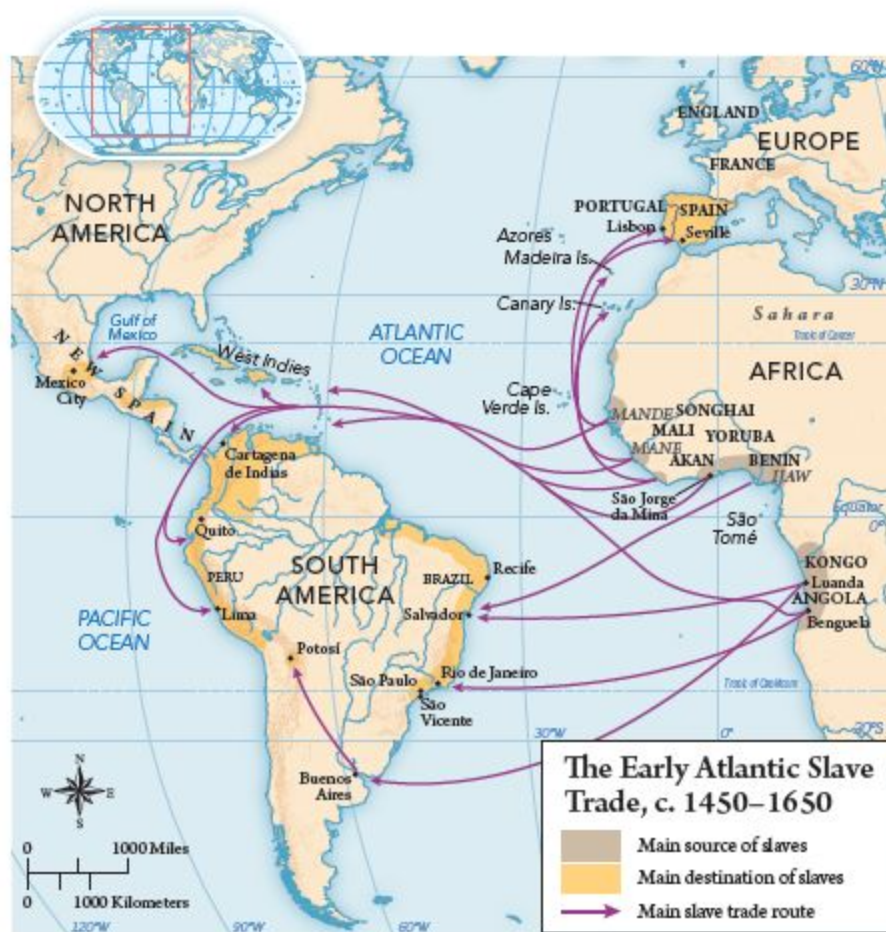 60°N
ENGLAND
EUROPE
FRANCE
NORTH
AMERICA
PORTUGAL
SPAIN
Lisbon
Seville
Azores
Madeira Is.
30°N
Canary Is.
Sahara
Tropic of Cancer
Gulf of
Mexico
ATLANTIC
OCEAN
West Indies
AFRICA
NEW SPAIN
Mexico
City
Cape
Verde Is.
MANDE
SONGHAI
MALI
YORUBA
MANE
AKAN
BENIN
IJAW
Cartagena
de Indias
São Jorge
da Mina
Equator
0°
São
Tomé
Quito
KONGO
Luanda
SOUTH
AMERICA
BRAZIL
Recife
PERU
ANGOLA
Benguela
Salvador
Lima
PACIFIC
OCEAN
Potosí
Rio de Janeiro
São Paulo
São
Vicente
Tropic of Capricorn
30°W
0°
30°S
Buenos
Aires
N
W
E
S
0
1000 Miles
0
1000 Kilometers
120°W
90°W
60°W
The Early Atlantic Slave
Trade, c. 1450–1650
Main source of slaves
Main destination of slaves
Main slave trade route